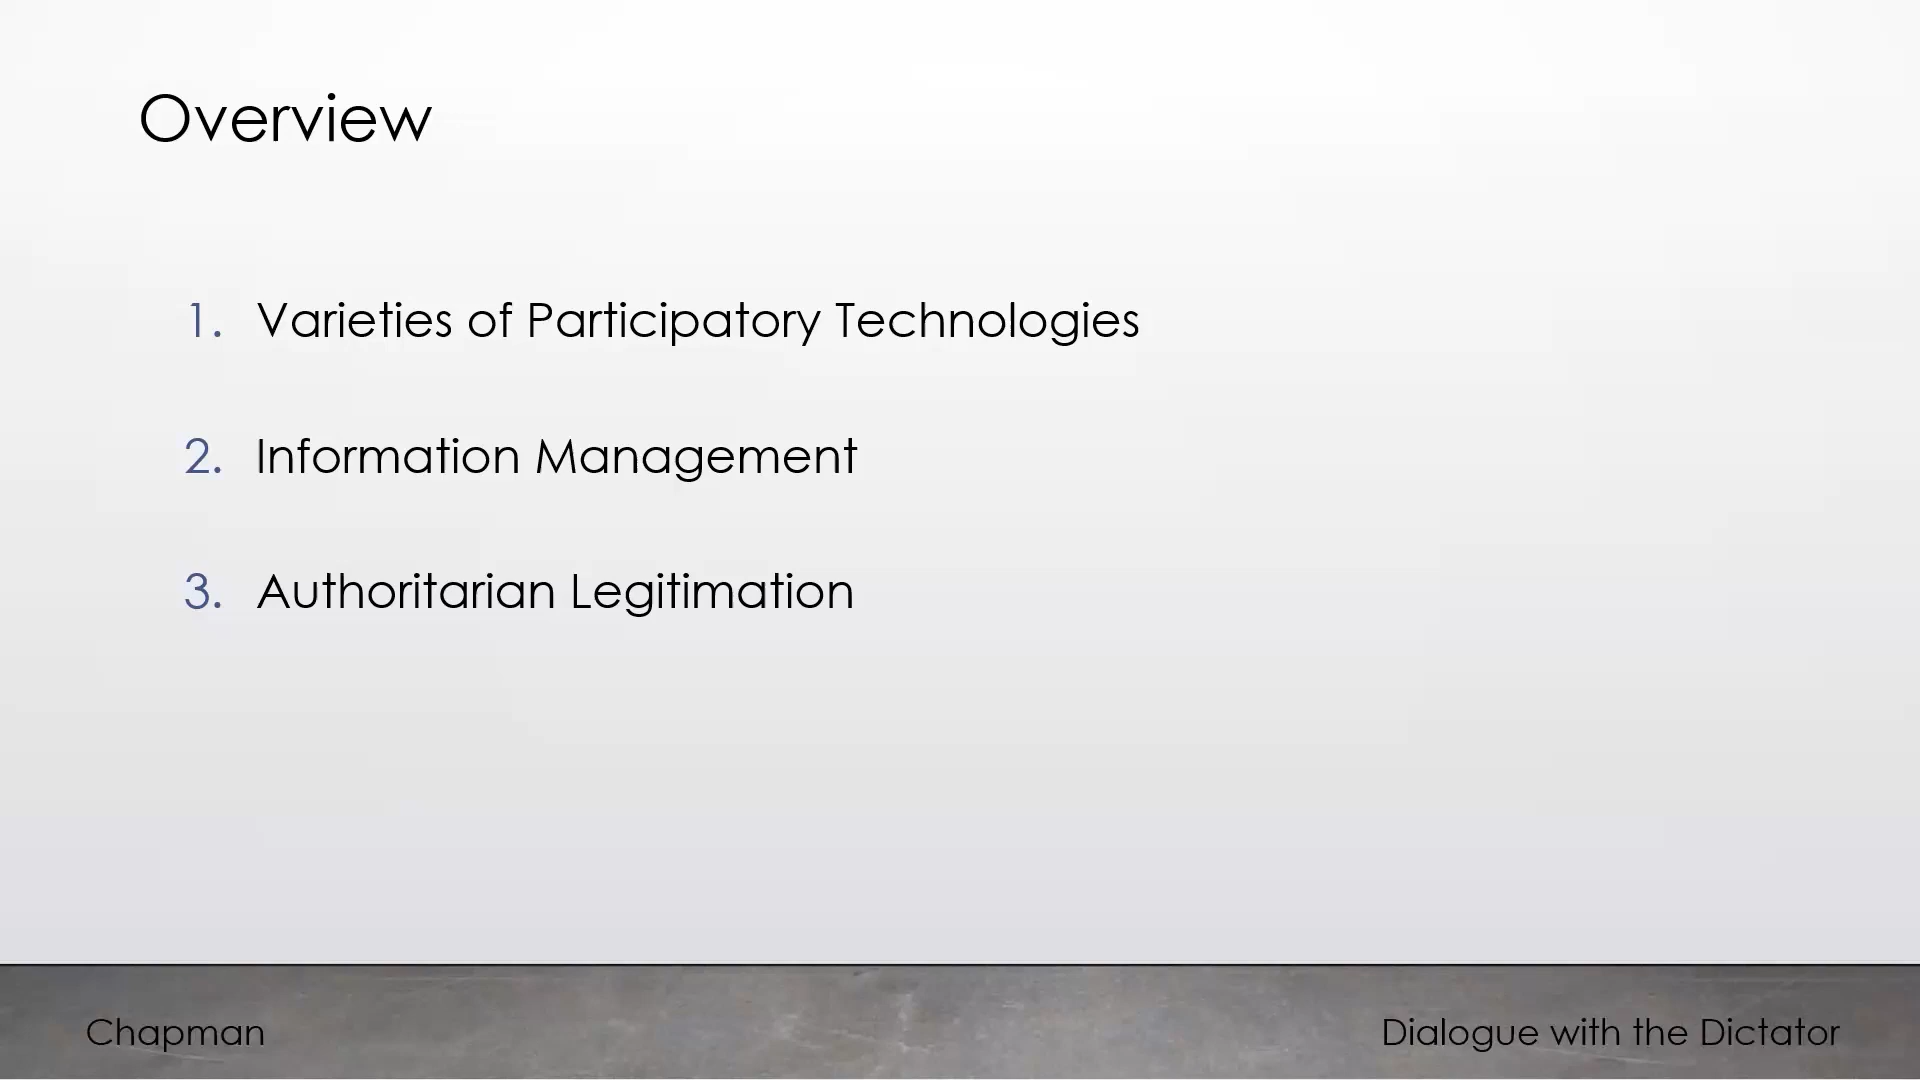 Overview
1. Varieties of Participatory Technologies
2. Information Management
3. Authoritarian Legitimation
Chapman
Dialogue with the Dictator